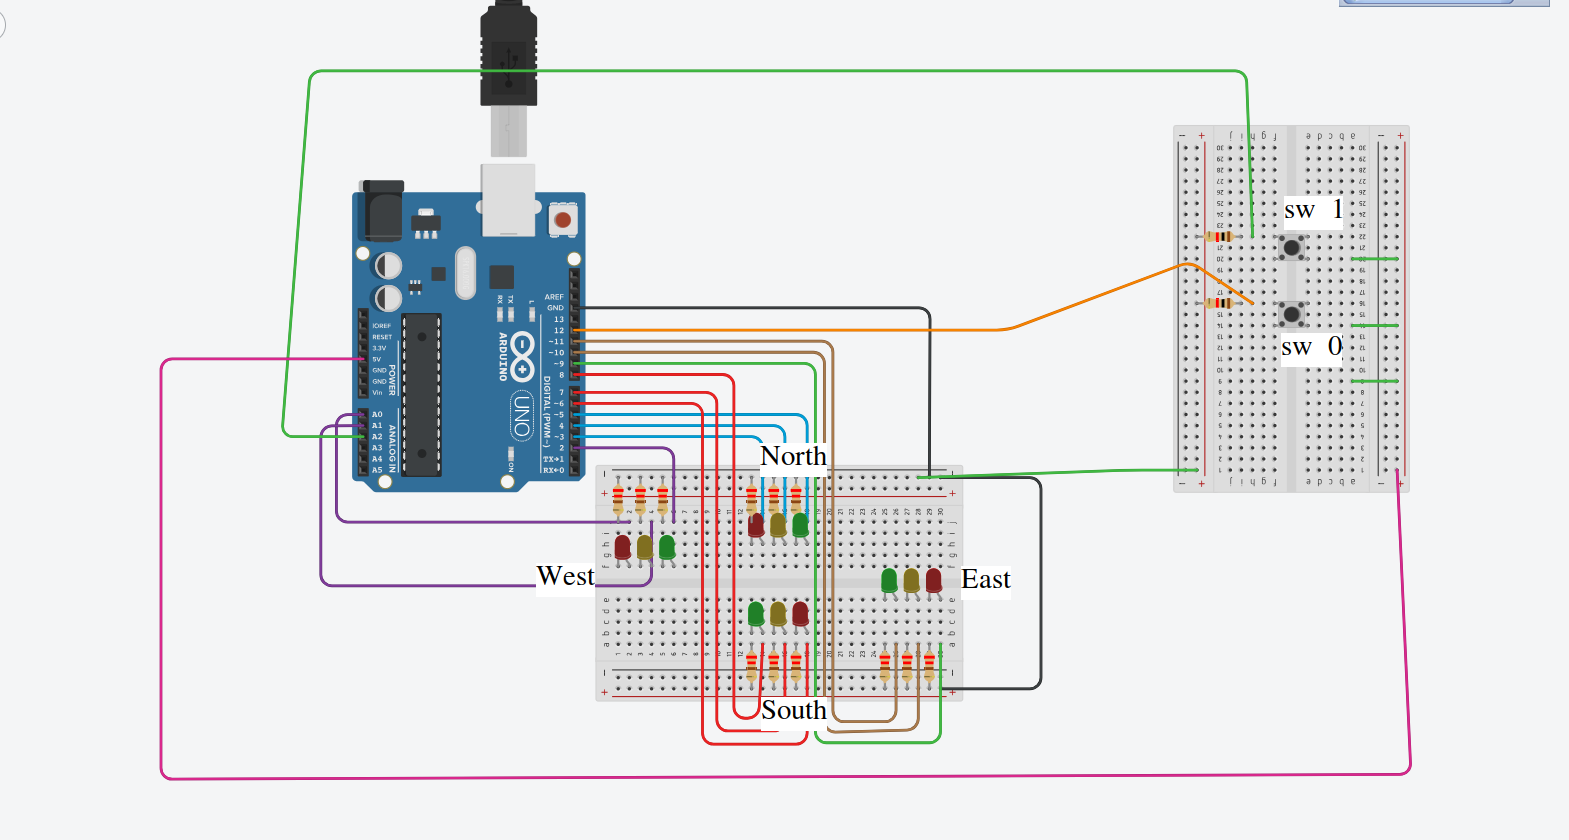 sw 1
sw 0
AREF
GND
13
12
~11
~10
~9
8
7
~6
~5
4
~3
2
TX→1
RX←0
DIGITAL (PWM~)
IOREF
RESET
3.3V
5V
GND
GND
Vin
POWER
A0
A1
A2
A3
A4
A5
ANALOG IN
RX
TX
L
ARDUINO
UNO
ON
North
West
East
South